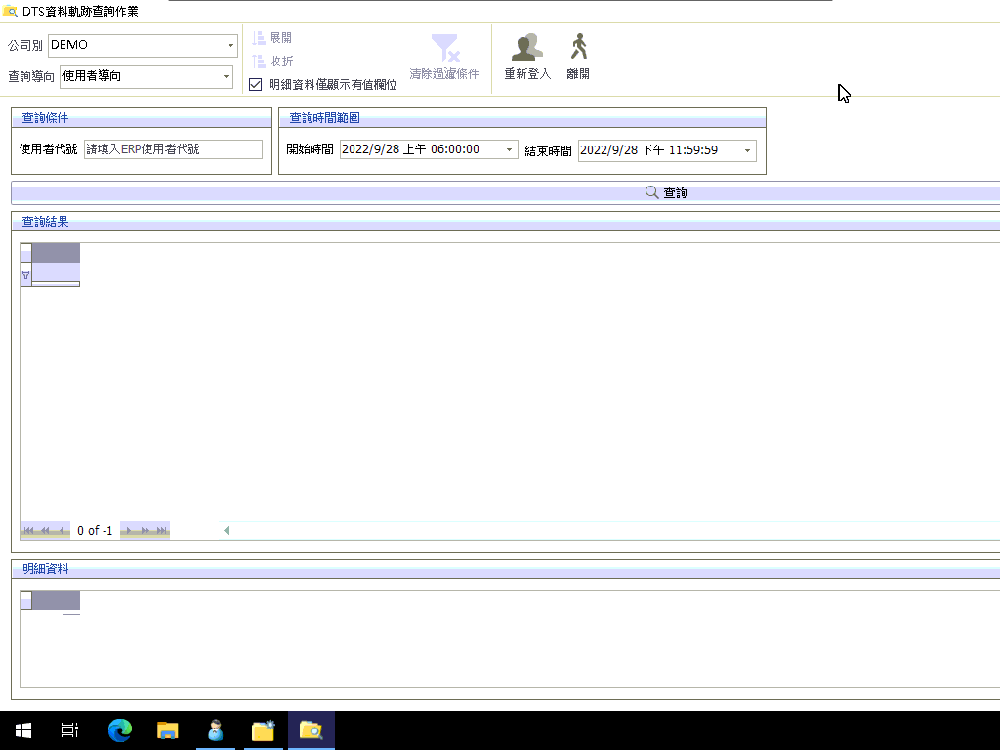 DTS資料軌跡查詢作業
公司別 DEMO
查詢導向 使用者導向
展開
收折
明細資料僅顯示有值欄位
清除過濾條件
重新登入
離開
查詢條件
使用者代號 請填入ERP使用者代號
查詢時間範圍
開始時間 2022/9/28 上午 06:00:00
結束時間 2022/9/28 下午 11:59:59
查詢
查詢結果
0 of -1
明細資料